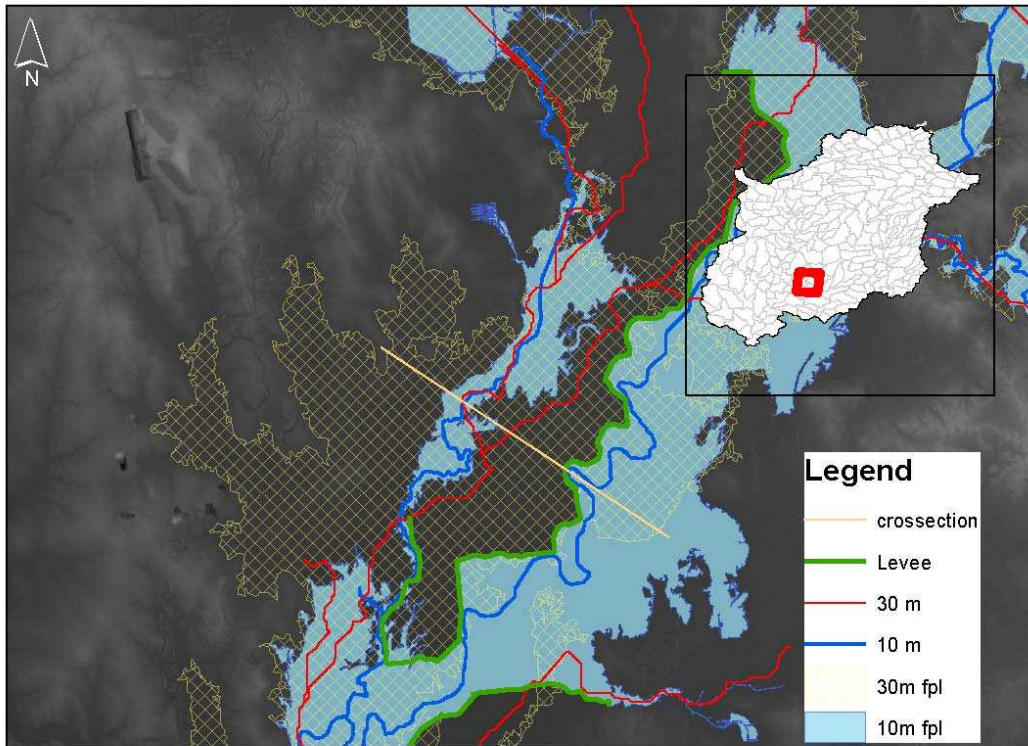 N
Legend
crossection
Levee
30 m
10 m
30m fpl
10m fpl